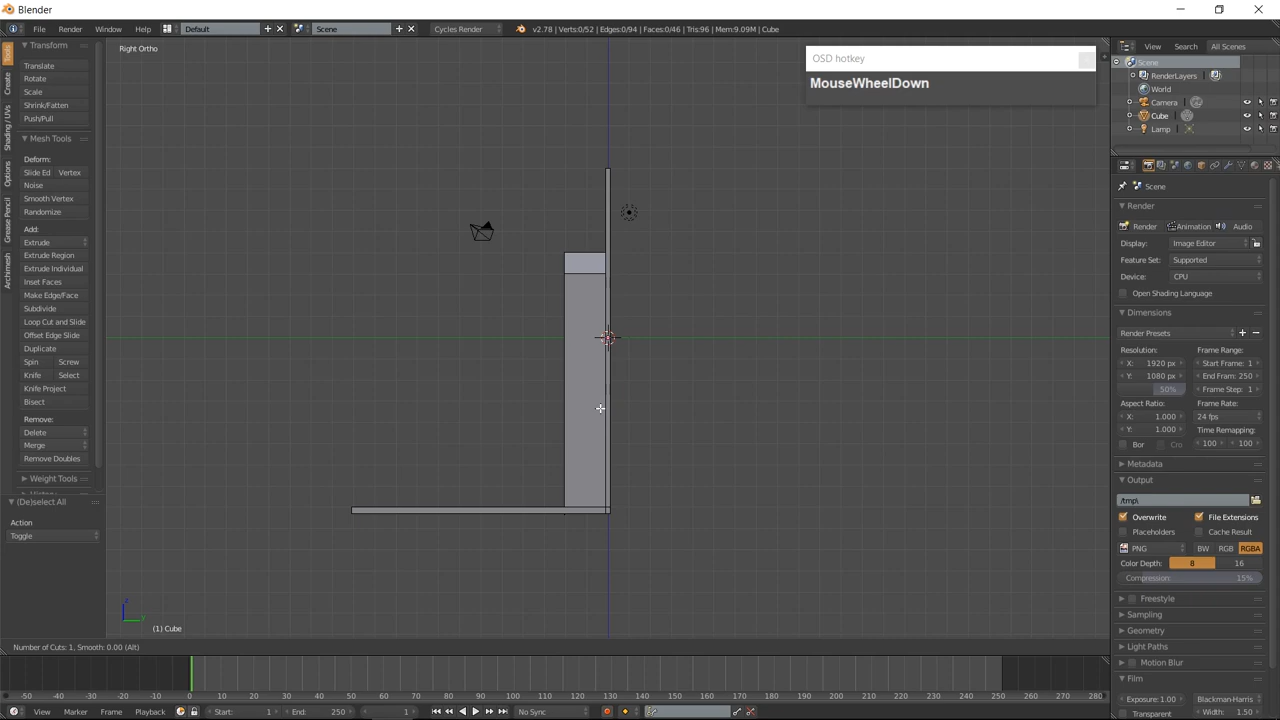 Blender
File Render Window Help Default Scene Cycles Render v2.78 | Verts:0/52 | Edges:0/94 | Faces:0/46 | Tris:96 | Mem:9.09M | Cube
View Search All Scenes
Right Ortho
OSD hotkey
MouseWheelDown
Tools
Create
Shading / UVs
Options
Grease Pencil
Archimesh
Transform
Translate
Rotate
Scale
Shrink/Fatten
Push/Pull
Mesh Tools
Deform:
Slide Ed Vertex
Noise
Smooth Vertex
Randomize
Add:
Extrude
Extrude Region
Extrude Individual
Inset Faces
Make Edge/Face
Subdivide
Loop Cut and Slide
Offset Edge Slide
Duplicate
Spin Screw
Knife Select
Knife Project
Bisect
Remove:
Delete
Merge
Remove Doubles
Weight Tools
(De)select All
Action
Toggle
z
y
(1) Cube
Number of Cuts: 1, Smooth: 0.00 (Alt)
Scene
RenderLayers
World
Camera
Cube
Lamp
Scene
Render
Render Animation Audio
Display: Image Editor
Feature Set: Supported
Device: CPU
Open Shading Language
Dimensions
Render Presets
Resolution: Frame Range:
X: 1920 px Start Frame: 1
Y: 1080 px End Fram: 250
50% Frame Step: 1
Aspect Ratio: Frame Rate:
X: 1.000 24 fps
Y: 1.000 Time Remapping:
Bor Cro 100 100
Metadata
Output
/tmp\
Overwrite File Extensions
Placeholders Cache Result
PNG BW RGB RGBA
Color Depth: 8 16
Compression: 15%
Freestyle
Sampling
Geometry
Light Paths
Motion Blur
Film
Exposure:1.00 Blackman-Harris
Transparent Width: 1.50
-50 -40 -30 -20 -10 0 10 20 30 40 50 60 70 80 90 100 110 120 130 140 150 160 170 180 190 200 210 220 230 240 250 260 270 280
View Marker Frame Playback Start: 1 End: 250 1 No Sync